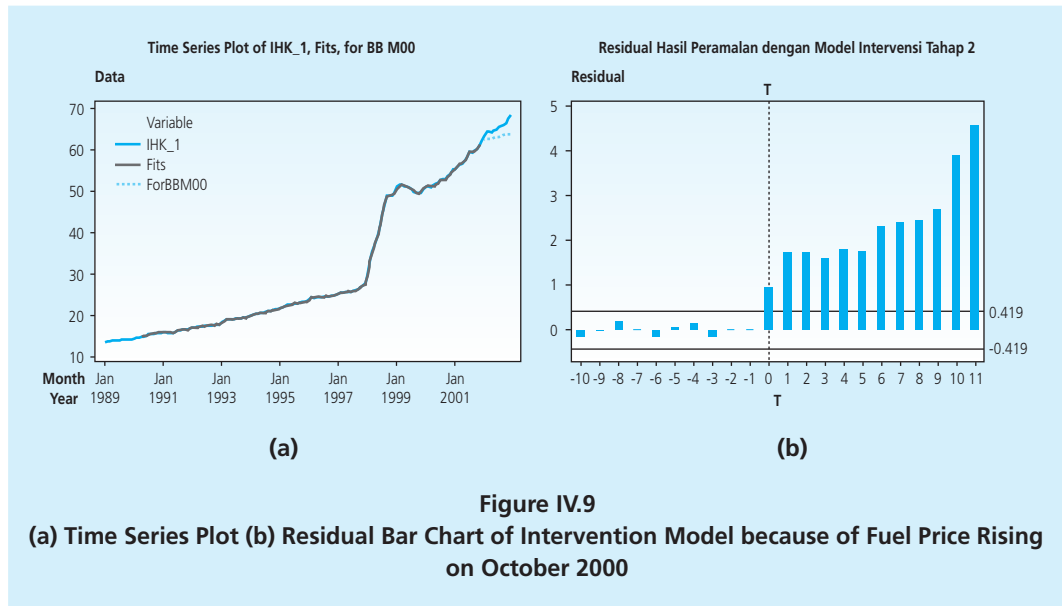 Time Series Plot of IHK_1, Fits, for BB M00
Data
70
60
50
40
30
20
10
Variable
IHK_1
Fits
ForBBM00
Month Jan Jan Jan Jan Jan Jan Jan
Year 1989 1991 1993 1995 1997 1999 2001
(a)
Residual Hasil Peramalan dengan Model Intervensi Tahap 2
Residual
T
5
4
3
2
1
0
0.419
-0.419
-10 -9 -8 -7 -6 -5 -4 -3 -2 -1 0 1 2 3 4 5 6 7 8 9 10 11
T
(b)
Figure IV.9
(a) Time Series Plot (b) Residual Bar Chart of Intervention Model because of Fuel Price Rising
on October 2000